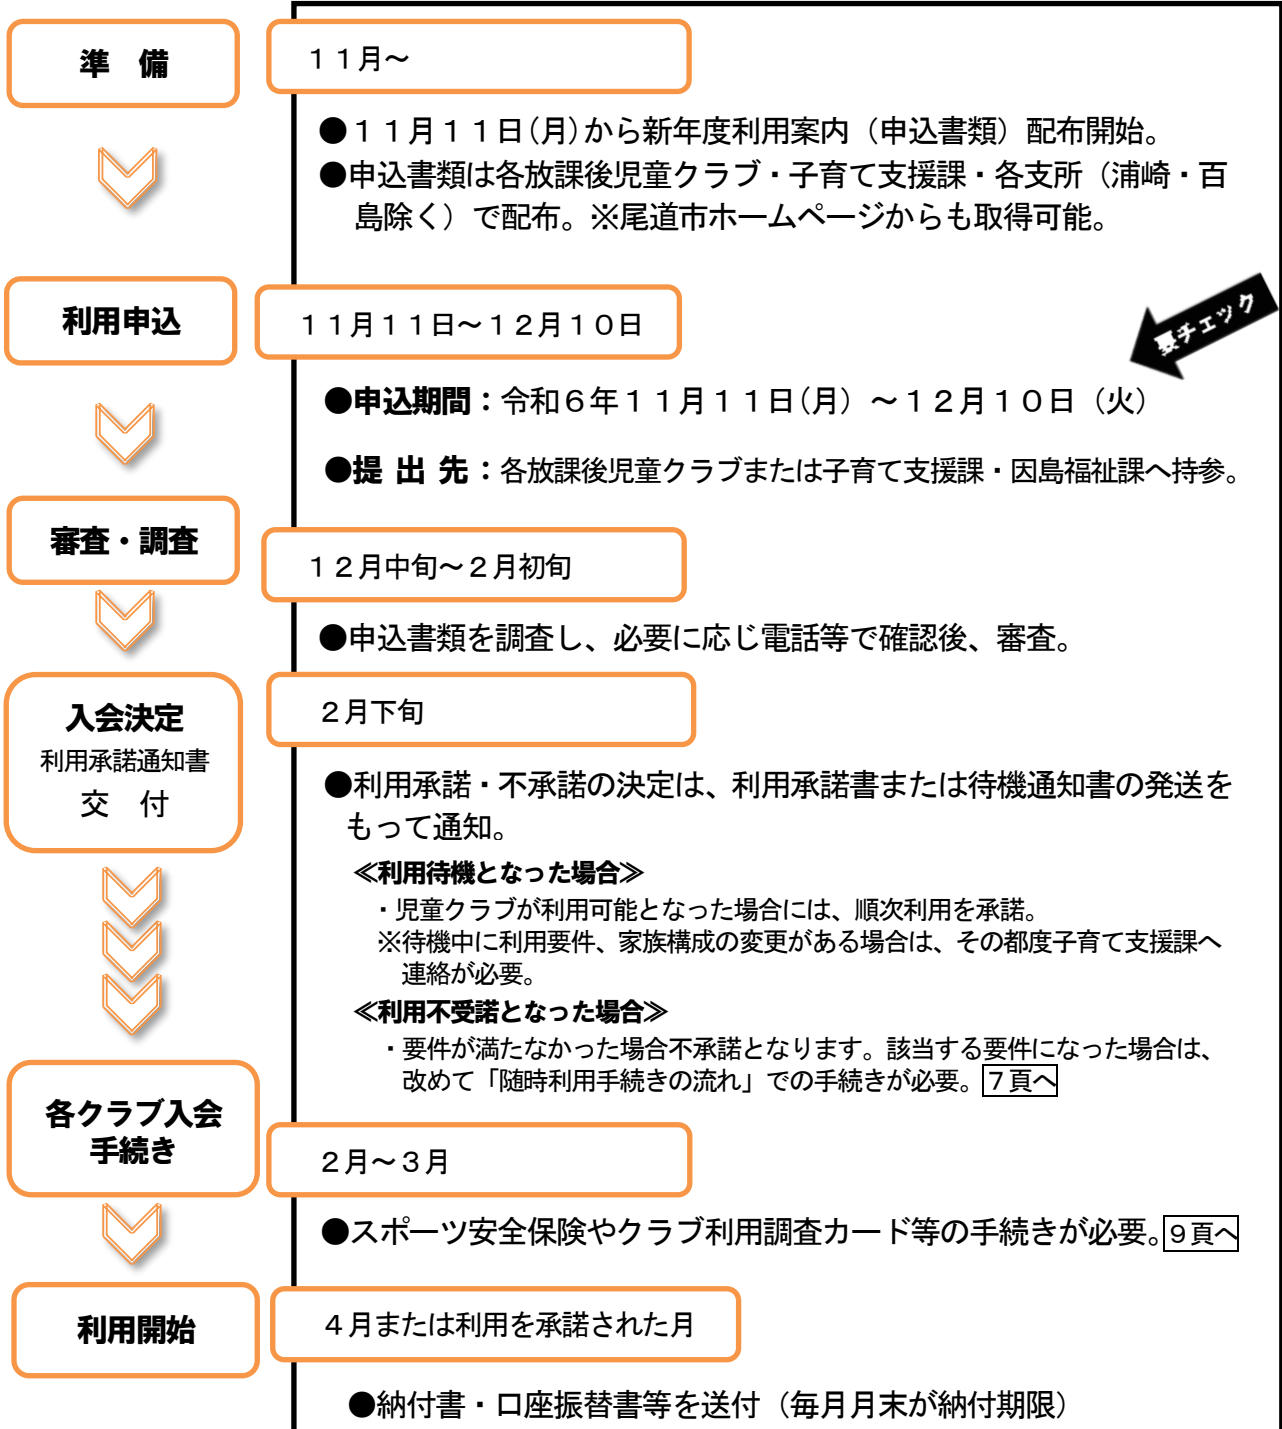 準　備
１１月～
●１１月１１日（月）から新年度利用案内（申込書類）配布開始。
●申込書類は各放課後児童クラブ・子育て支援課・各支所（浦崎・百
島除く）で配布。※尾道市ホームページからも取得可能。
利用申込
１１月１１日～１２月１０日
要チェック
●申込期間：令和６年１１月１１日（月）～１２月１０日（火）
●提 出 先：各放課後児童クラブまたは子育て支援課・因島福祉課へ持参。
審査・調査
１２月中旬～２月初旬
●申込書類を調査し、必要に応じ電話等で確認後、審査。
入会決定
利用承諾通知書
交　付
２月下旬
●利用承諾・不承諾の決定は、利用承諾書または待機通知書の発送を
もって通知。
≪利用待機となった場合≫
・児童クラブが利用可能となった場合には、順次利用を承諾。
※待機中に利用要件、家族構成の変更がある場合は、その都度子育て支援課へ
連絡が必要。
≪利用不受諾となった場合≫
・要件が満たなかった場合不承諾となります。該当する要件になった場合は、
改めて「随時利用手続きの流れ」での手続きが必要。７頁へ
各クラブ入会
手続き
２月～３月
●スポーツ安全保険やクラブ利用調査カード等の手続きが必要。９頁へ
利用開始
４月または利用を承諾された月
●納付書・口座振替書等を送付（毎月月末が納付期限）